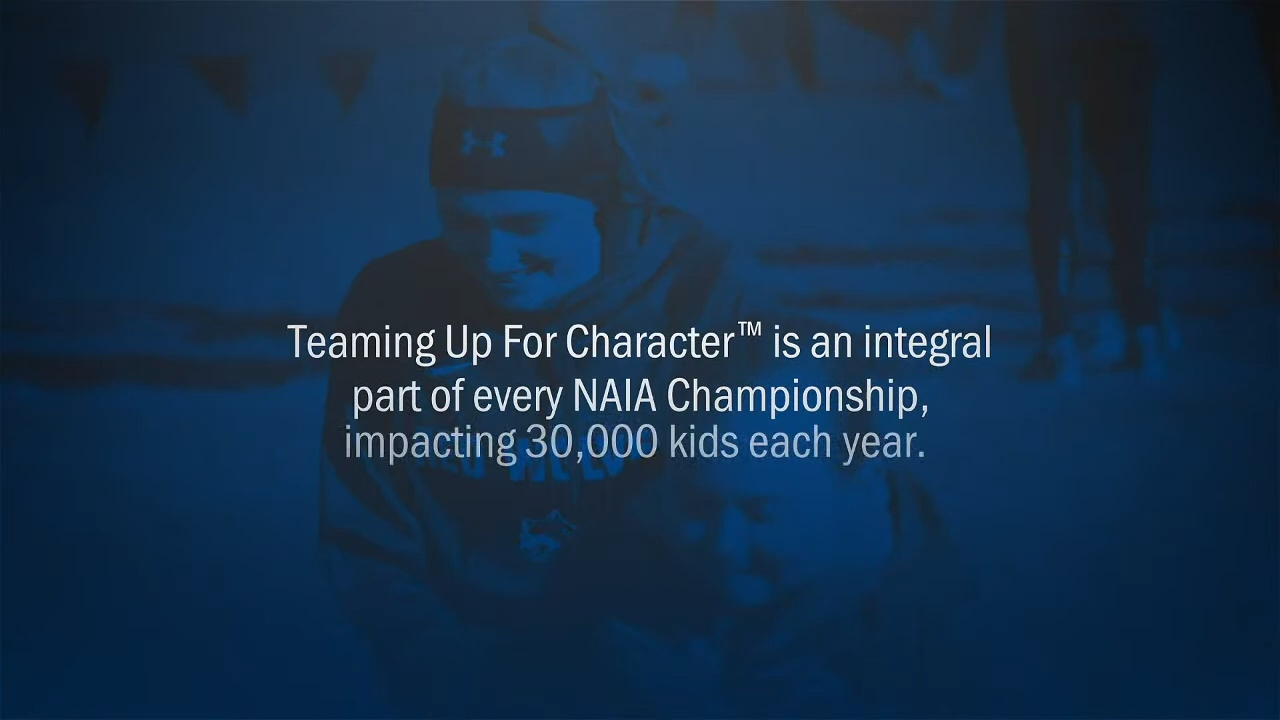 Teaming Up For Character™ is an integral
part of every NAIA Championship,
impacting 30,000 kids each year.